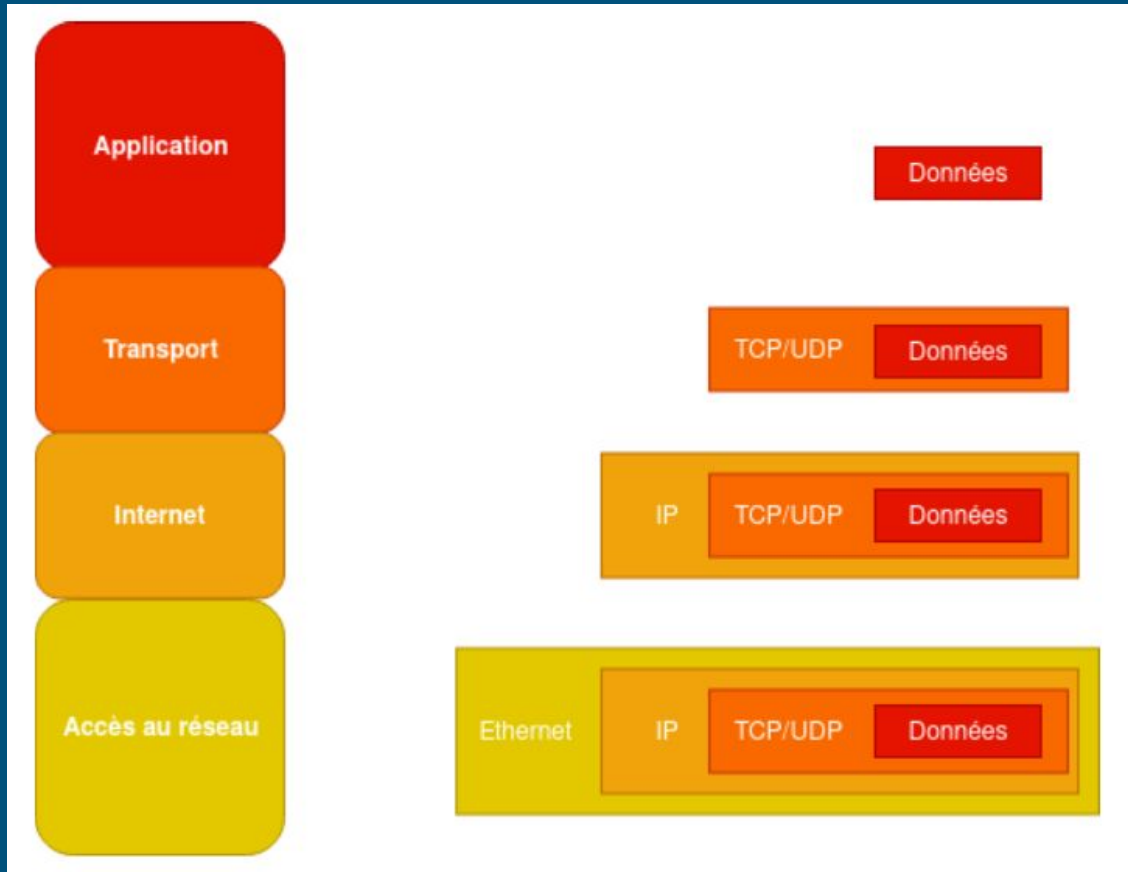 Application
Données
Transport
TCP/UDP Données
Internet
IP TCP/UDP Données
Accès au réseau
Ethernet IP TCP/UDP Données